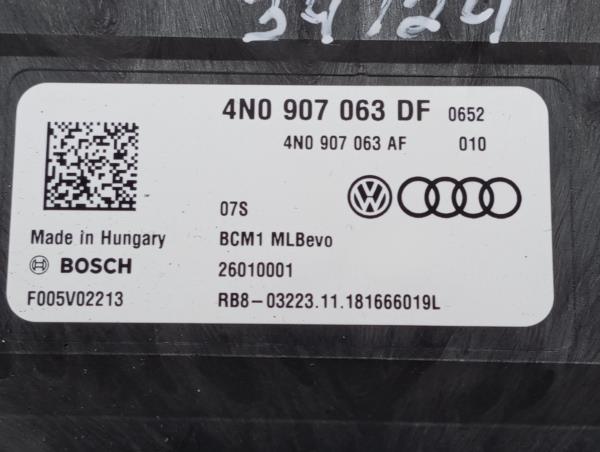 34124
4N0 907 063 DF 0652
4N0 907 063 AF 010
07S
Made in Hungary BCM1 MLBevo
BOSCH 26010001
F005V02213 RB8-03223.11.181666019L